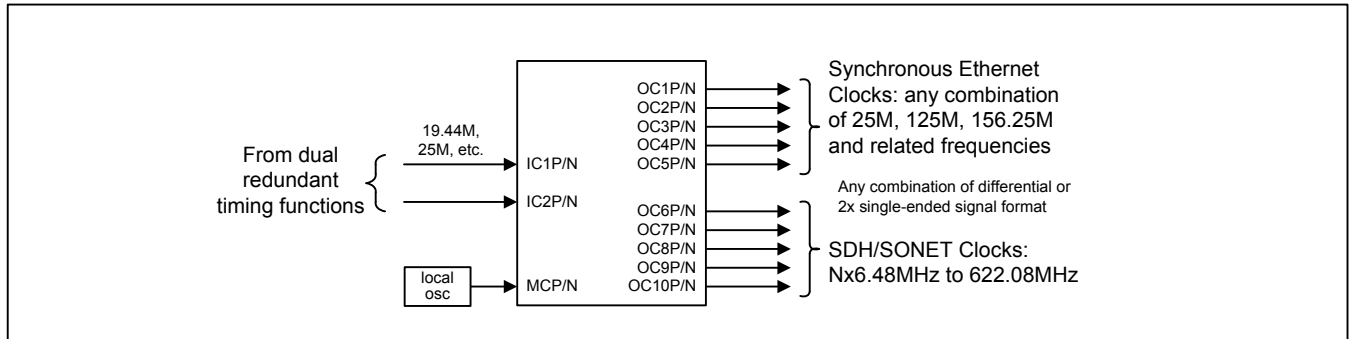 From dual
redundant
timing functions
19.44M,
25M, etc.
local
osc
IC1P/N
IC2P/N
MCP/N
OC1P/N
OC2P/N
OC3P/N
OC4P/N
OC5P/N
OC6P/N
OC7P/N
OC8P/N
OC9P/N
OC10P/N
Synchronous Ethernet
Clocks: any combination
of 25M, 125M, 156.25M
and related frequencies
Any combination of differential or
2x single-ended signal format
SDH/SONET Clocks:
Nx6.48MHz to 622.08MHz